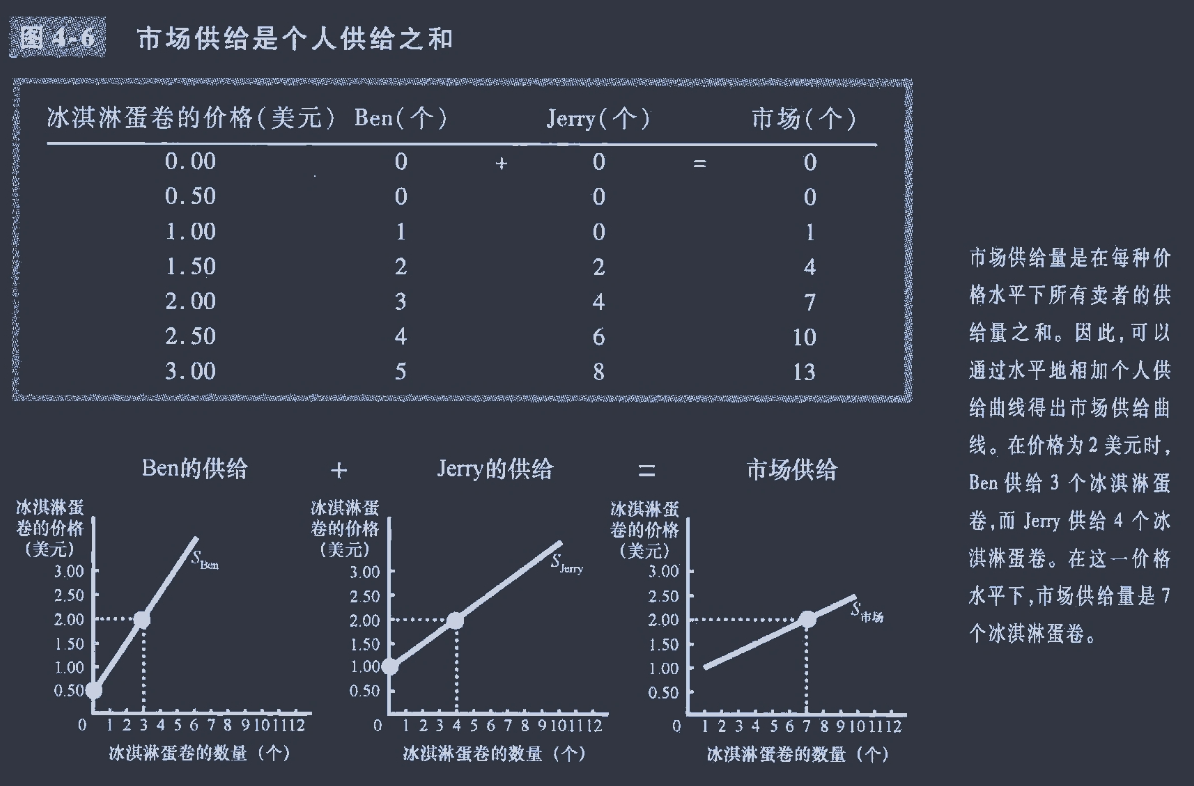 图 4-6 市场供给是个人供给之和
冰淇淋蛋卷的价格(美元) Ben(个) Jerry(个) 市场(个)
0.00 0 + 0 = 0
0.50 0 0 0
1.00 1 0 1
1.50 2 2 4
2.00 3 4 7
2.50 4 6 10
3.00 5 8 13
市场供给量是在每种价
格水平下所有卖者的供
给量之和。因此,可以
通过水平地相加个人供
给曲线得出市场供给曲
线。在价格为2美元时,
Ben 供给 3 个冰淇淋蛋
卷,而 Jerry 供给 4 个冰
淇淋蛋卷。在这一价格
水平下,市场供给量是7
个冰淇淋蛋卷。
Ben的供给 + Jerry的供给 = 市场供给
冰淇淋蛋
卷的价格
(美元)
3.00
2.50
2.00
1.50
1.00
0.50
S Ben
0 1 2 3 4 5 6 7 8 9 10 11 12
冰淇淋蛋卷的数量(个)
冰淇淋蛋
卷的价格
(美元)
3.00
2.50
2.00
1.50
1.00
0.50
S Jerry
0 1 2 3 4 5 6 7 8 9 10 11 12
冰淇淋蛋卷的数量(个)
冰淇淋蛋
卷的价格
(美元)
3.00
2.50
2.00
1.50
1.00
0.50
S 市场
0 1 2 3 4 5 6 7 8 9 10 11 12
冰淇淋蛋卷的数量(个)